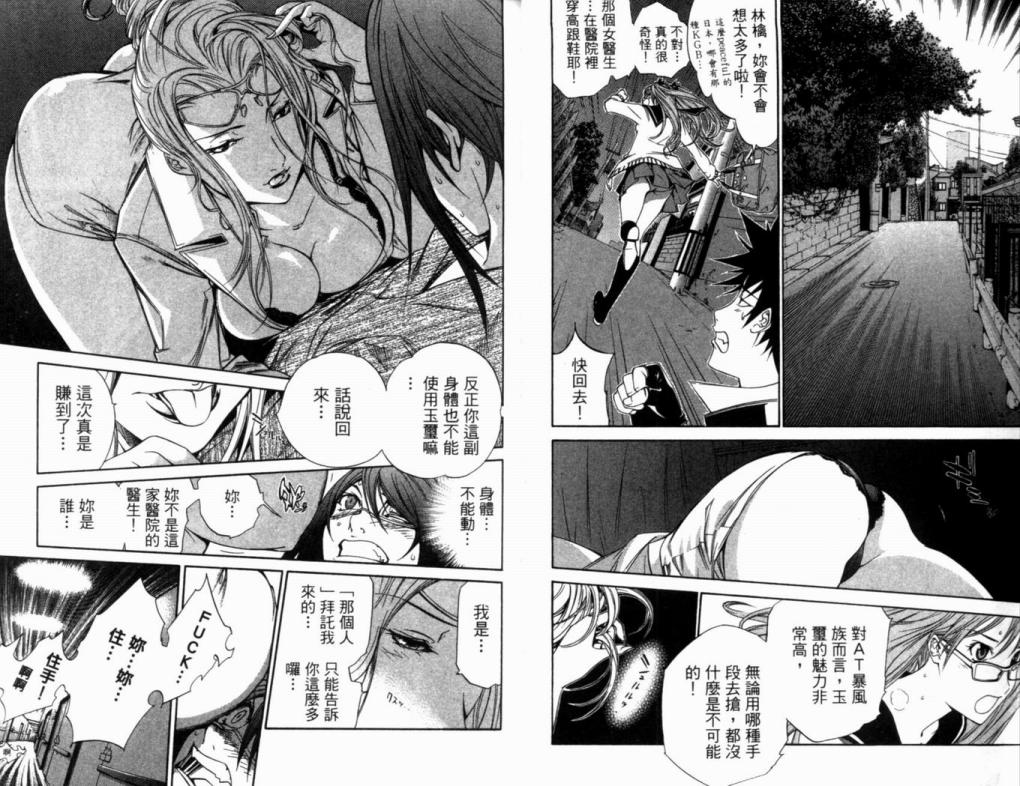 林檎，妳會不會
想太多了啦！
這麼peaceful的
日本，哪會有那
種KGB…
不對…
真的很
奇怪！
那個女醫生
…在醫院裡
穿高跟鞋耶！
快回去！
對AT暴風
族而言，玉
璽的魅力非
常高，
無論用哪種手
段去搶，都沒
什麼是不可能
的！
反正你這副
身體也不能
使用玉璽嘛
…
話說回
來…
這次真是
賺到了…
身體…
不能動…
妳…
妳不是這
家醫院的
醫生！
妳是
誰…
我是…
「那個人
」拜託我
來的…
只能告訴
你這麼多
囉…
クスッ
FUCK…
妳…妳…
住…
住手！
啊啊
啊